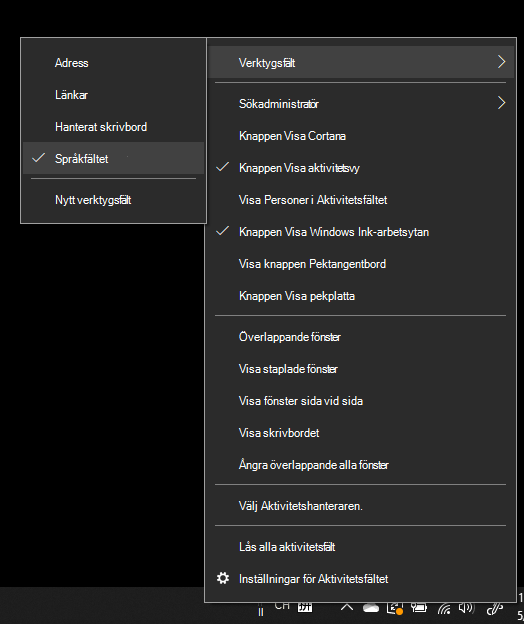 Adress
Länkar
Hanterat skrivbord
Språkfältet
Nytt verktygsfält
Verktygsfält
Sökadministratör
Knappen Visa Cortana
Knappen Visa aktivitetsvy
Visa Personer i Aktivitetsfältet
Knappen Visa Windows Ink-arbetsytan
Visa knappen Pektangentbord
Knappen Visa pekplatta
Överlappande fönster
Visa staplade fönster
Visa fönster sida vid sida
Visa skrivbordet
Ångra överlappande alla fönster
Välj Aktivitetshanteraren.
Lås alla aktivitetsfält
Inställningar för Aktivitetsfältet
CH